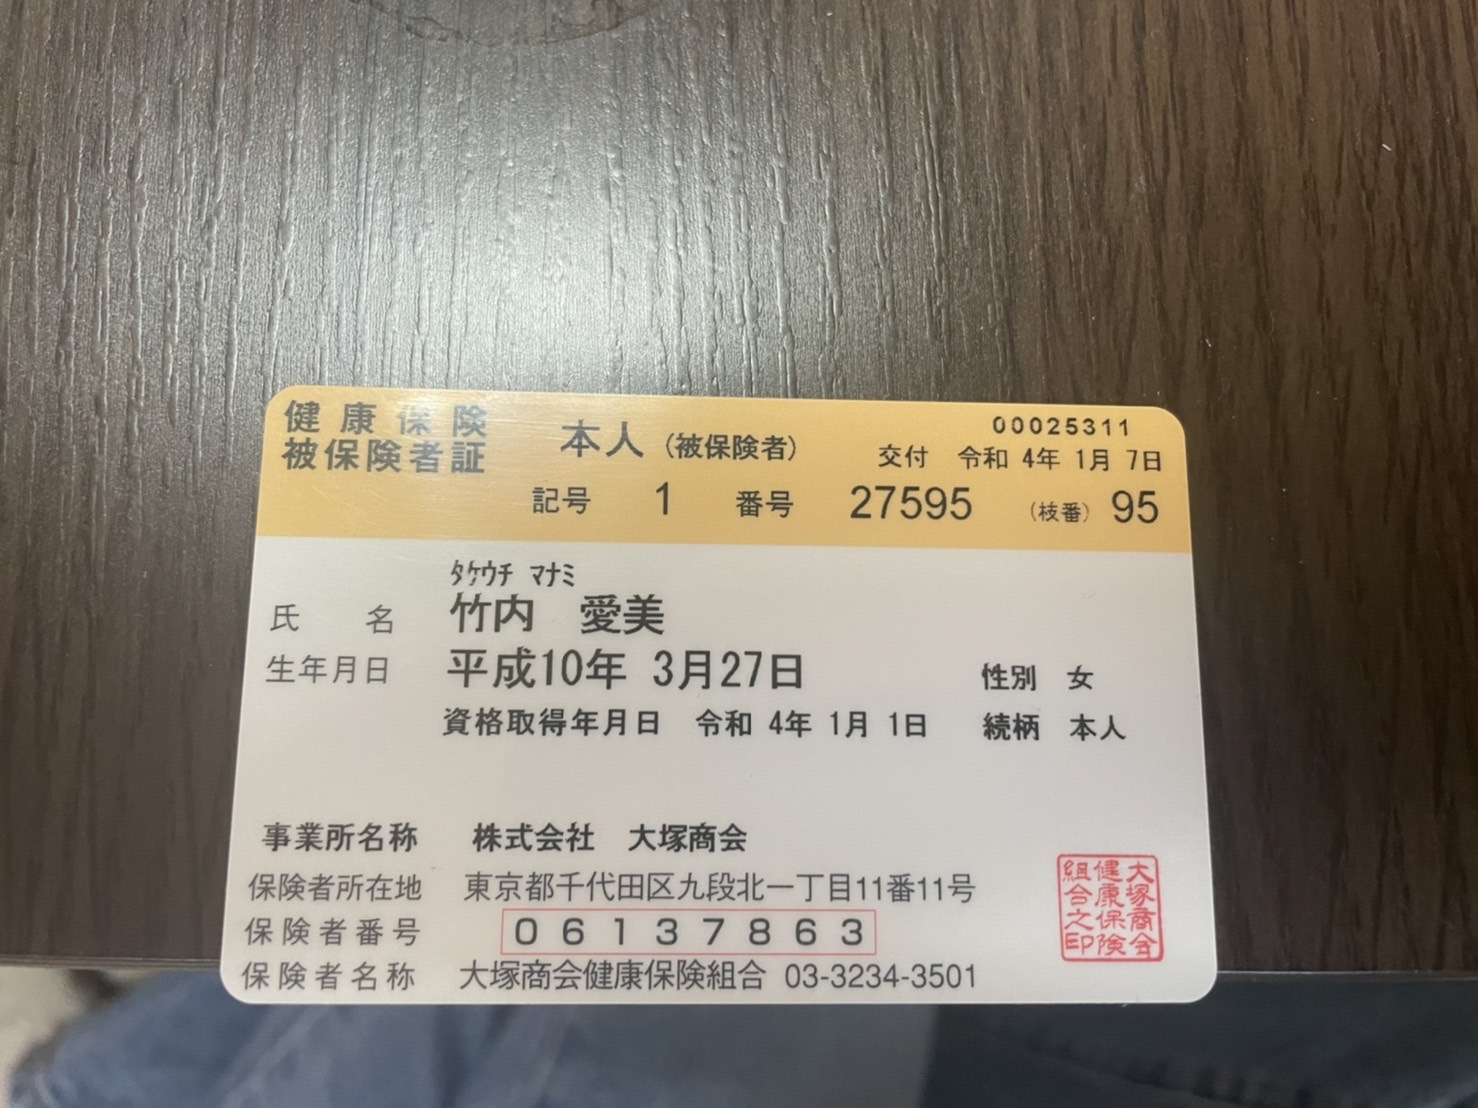 健康保険
被保険者証
本人（被保険者）
00025311
交付 令和 4年 1月 7日
記号 1 番号 27595 （枝番） 95
ﾀｹｳﾁ ﾏﾅﾐ
氏名 竹内 愛美
生年月日 平成10年 3月27日 性別 女
資格取得年月日 令和 4年 1月 1日 続柄 本人
事業所名称 株式会社 大塚商会
保険者所在地 東京都千代田区九段北一丁目11番11号
保険者番号 06137863
保険者名称 大塚商会健康保険組合 03-3234-3501
大塚商会
健康保険
組合之印